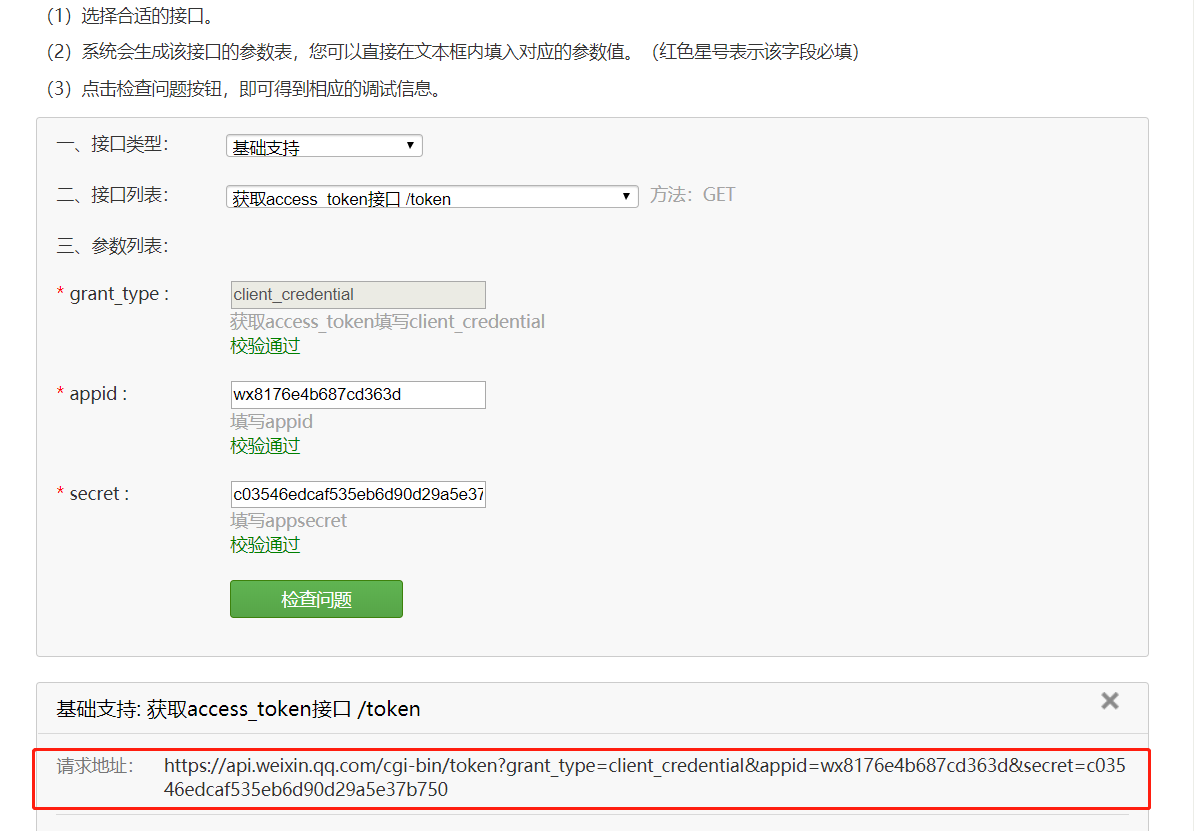 （1）选择合适的接口。
（2）系统会生成该接口的参数表，您可以直接在文本框内填入对应的参数值。（红色星号表示该字段必填）
（3）点击检查问题按钮，即可得到相应的调试信息。
一、接口类型： 基础支持
二、接口列表： 获取access_token接口 /token 方法：GET
三、参数列表：
* grant_type : client_credential
获取access_token填写client_credential
校验通过
* appid : wx8176e4b687cd363d
填写appid
校验通过
* secret : c03546edcaf535eb6d90d29a5e37
填写appsecret
校验通过
检查问题
基础支持: 获取access_token接口 /token
请求地址： https://api.weixin.qq.com/cgi-bin/token?grant_type=client_credential&appid=wx8176e4b687cd363d&secret=c035
46edcaf535eb6d90d29a5e37b750